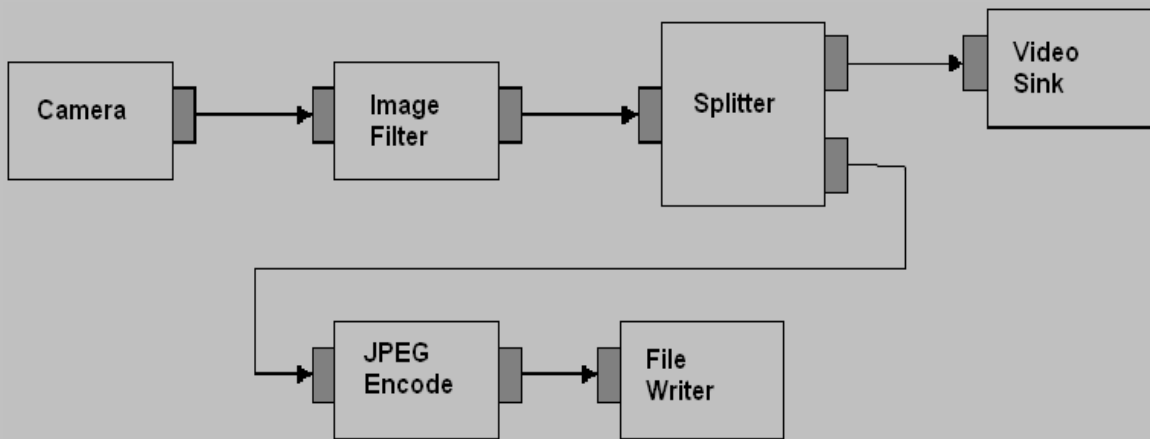 Camera
Image
Filter
Splitter
Video
Sink
JPEG
Encode
File
Writer